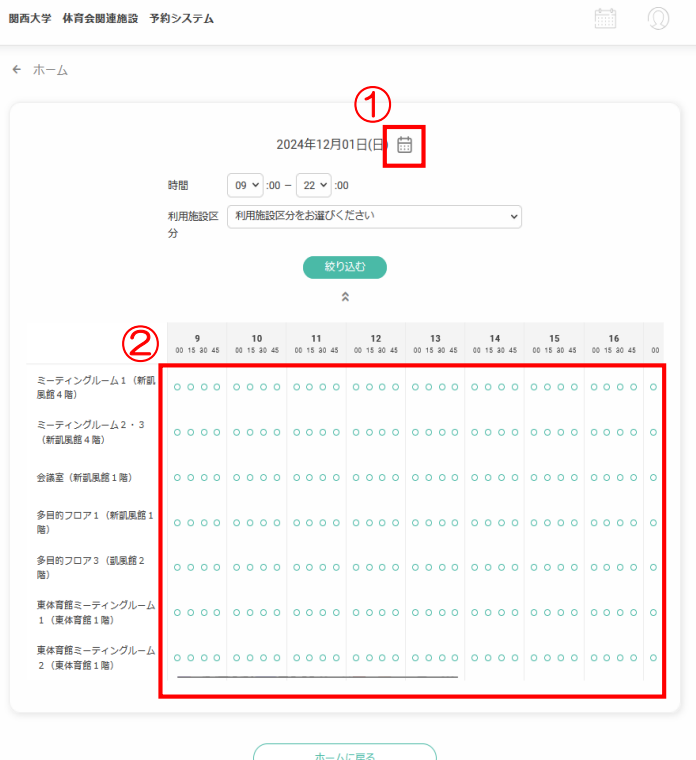 関西大学　体育会関連施設　予約システム
← ホーム
①
2024年12月01日(日)
時間 09 :00 – 22 :00
利用施設区分 利用施設区分をお選びください
絞り込む
②
9 10 11 12 13 14 15 16
00 15 30 45 00 15 30 45 00 15 30 45 00 15 30 45 00 15 30 45 00 15 30 45 00 15 30 45 00 15 30 45 00
ミーティングルーム１（新凱
風館４階）
ミーティングルーム２・３
（新凱風館４階）
会議室（新凱風館１階）
多目的フロア１（新凱風館１
階）
多目的フロア３（凱風館２
階）
東体育館ミーティングルーム
１（東体育館１階）
東体育館ミーティングルーム
２（東体育館１階）
ホームに戻る